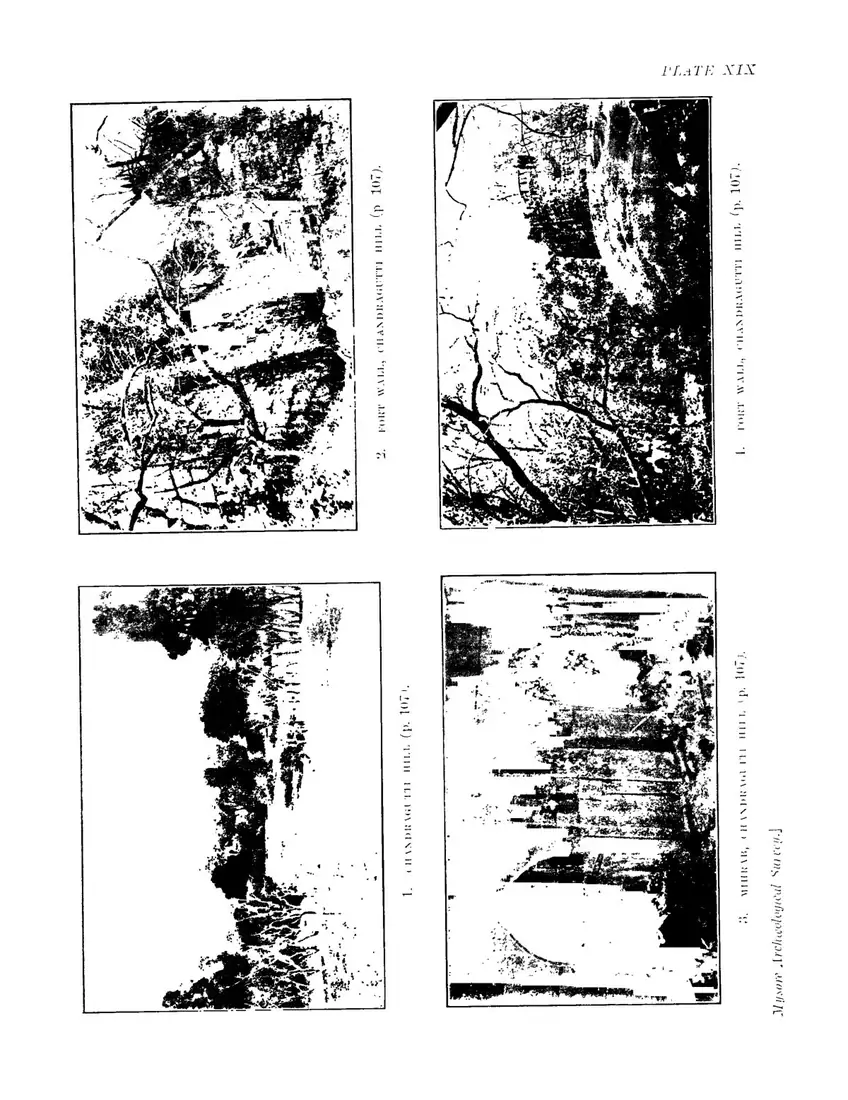 PLATE XIX
1. CHANDRAGUTTI HILL (p. 107).
2. FORT WALL, CHANDRAGUTTI HILL (p 107).
3. MIHRAB, CHANDRAGUTTI HILL (p. 107).
4. FORT WALL, CHANDRAGUTTI HILL (p. 107).
Mysore Archæological Survey.]